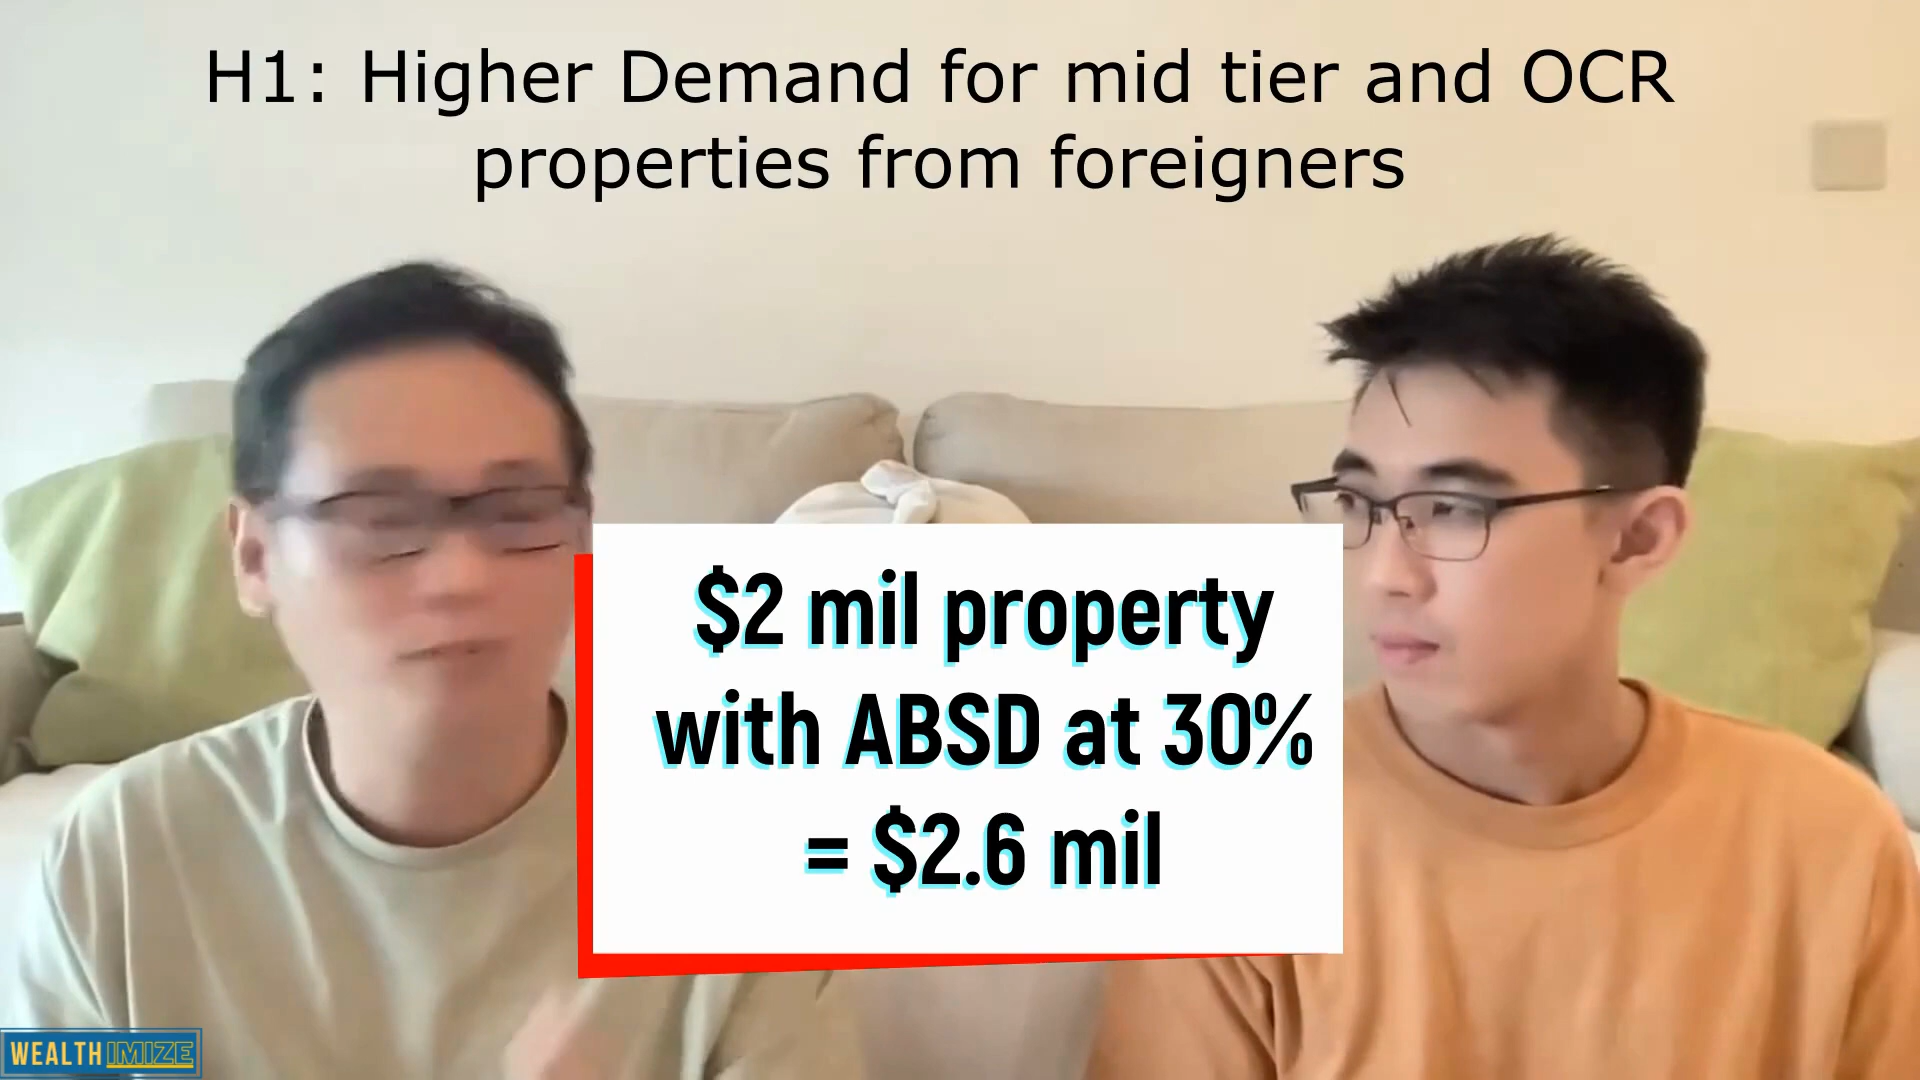 H1: Higher Demand for mid tier and OCR
properties from foreigners
$2 mil property
with ABSD at 30%
= $2.6 mil
WEALTHIMIZE